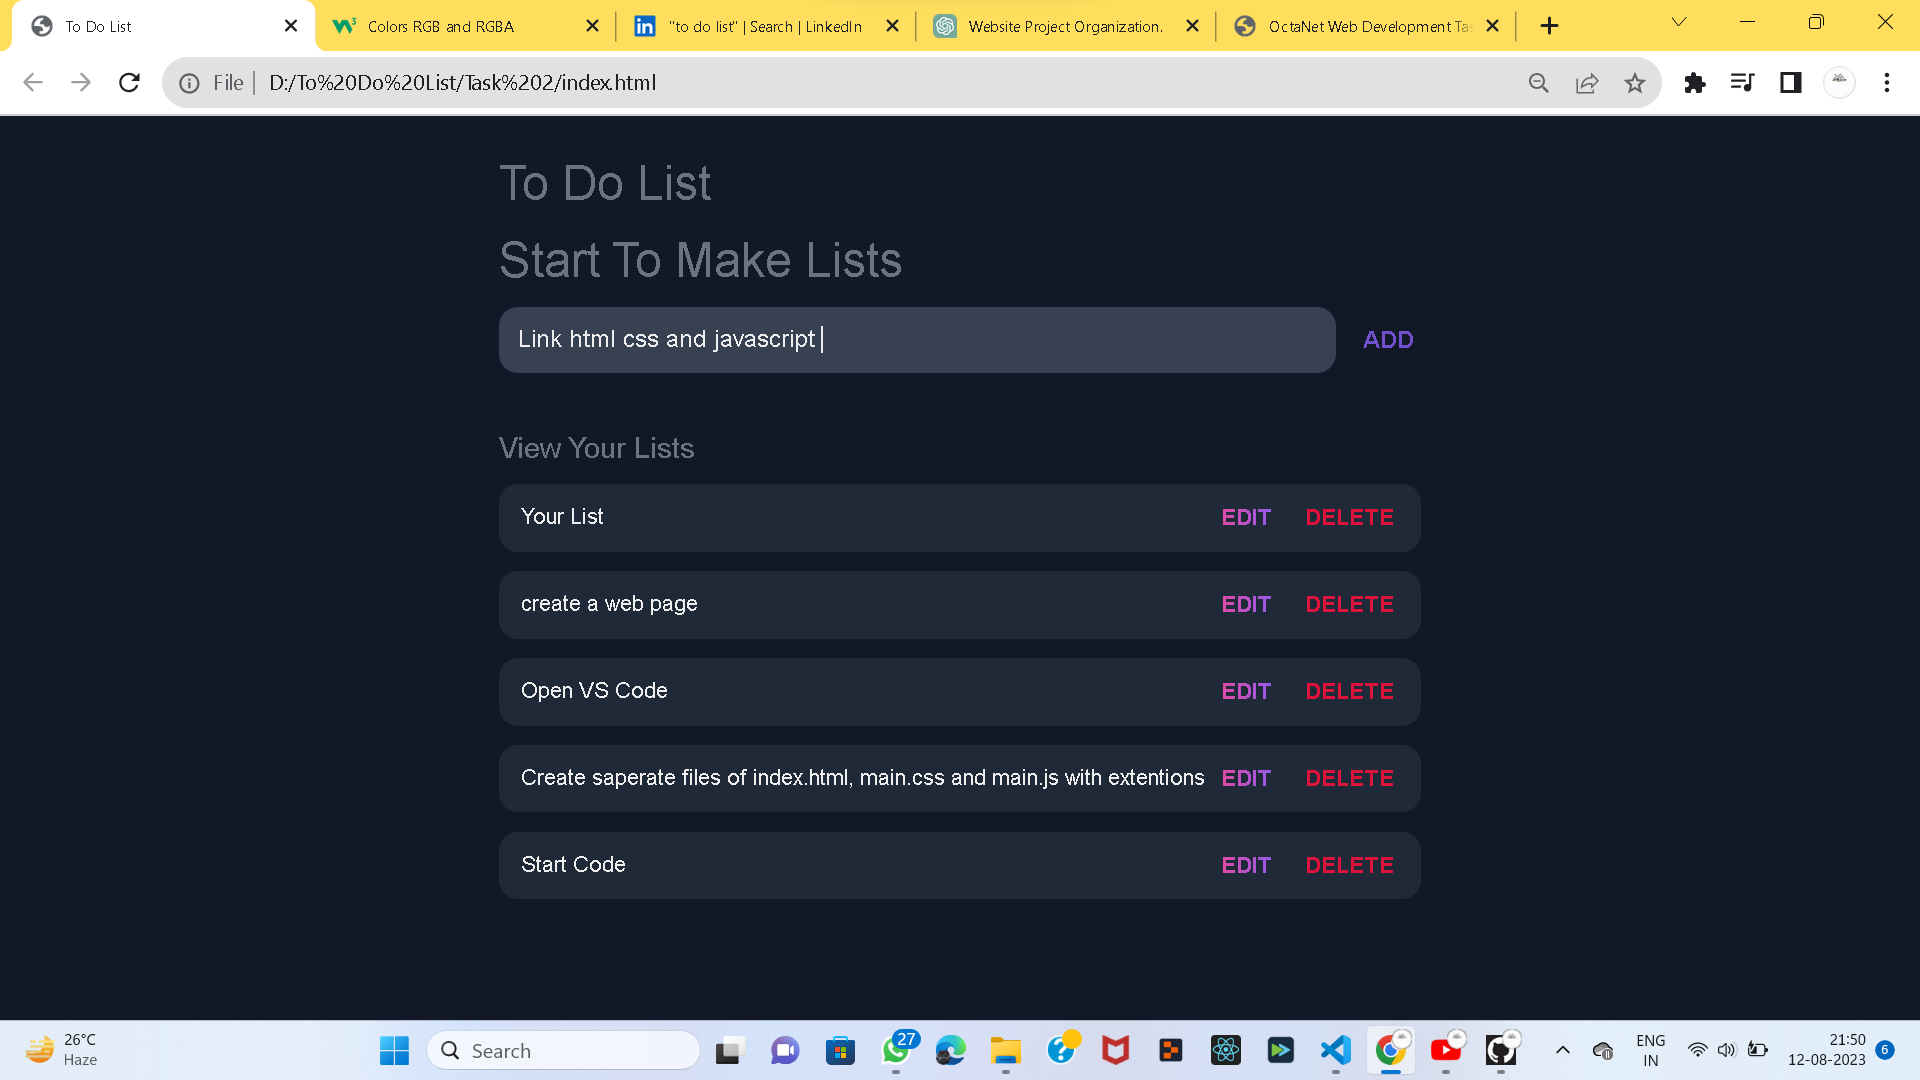 To Do List
Colors RGB and RGBA
"to do list" | Search | LinkedIn
Website Project Organization.
OctaNet Web Development Tas
File
D:/To%20Do%20List/Task%202/index.html
To Do List
Start To Make Lists
Link html css and javascript
ADD
View Your Lists
Your List EDIT DELETE
create a web page EDIT DELETE
Open VS Code EDIT DELETE
Create saperate files of index.html, main.css and main.js with extentions EDIT DELETE
Start Code EDIT DELETE
26°C
Haze
Search
27
ENG
IN
21:50
12-08-2023
6